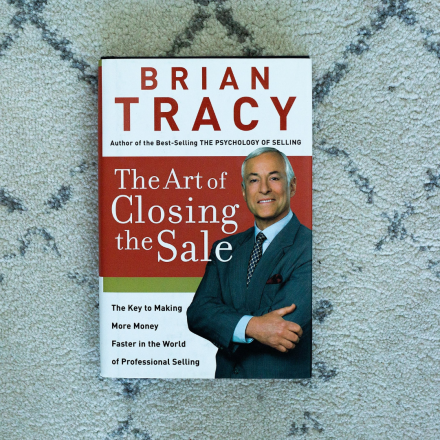 BRIAN
TRACY
Author of the Best-Selling THE PSYCHOLOGY OF SELLING
The Art of
Closing
the Sale
The Key to Making
More Money
Faster in the World
of Professional Selling